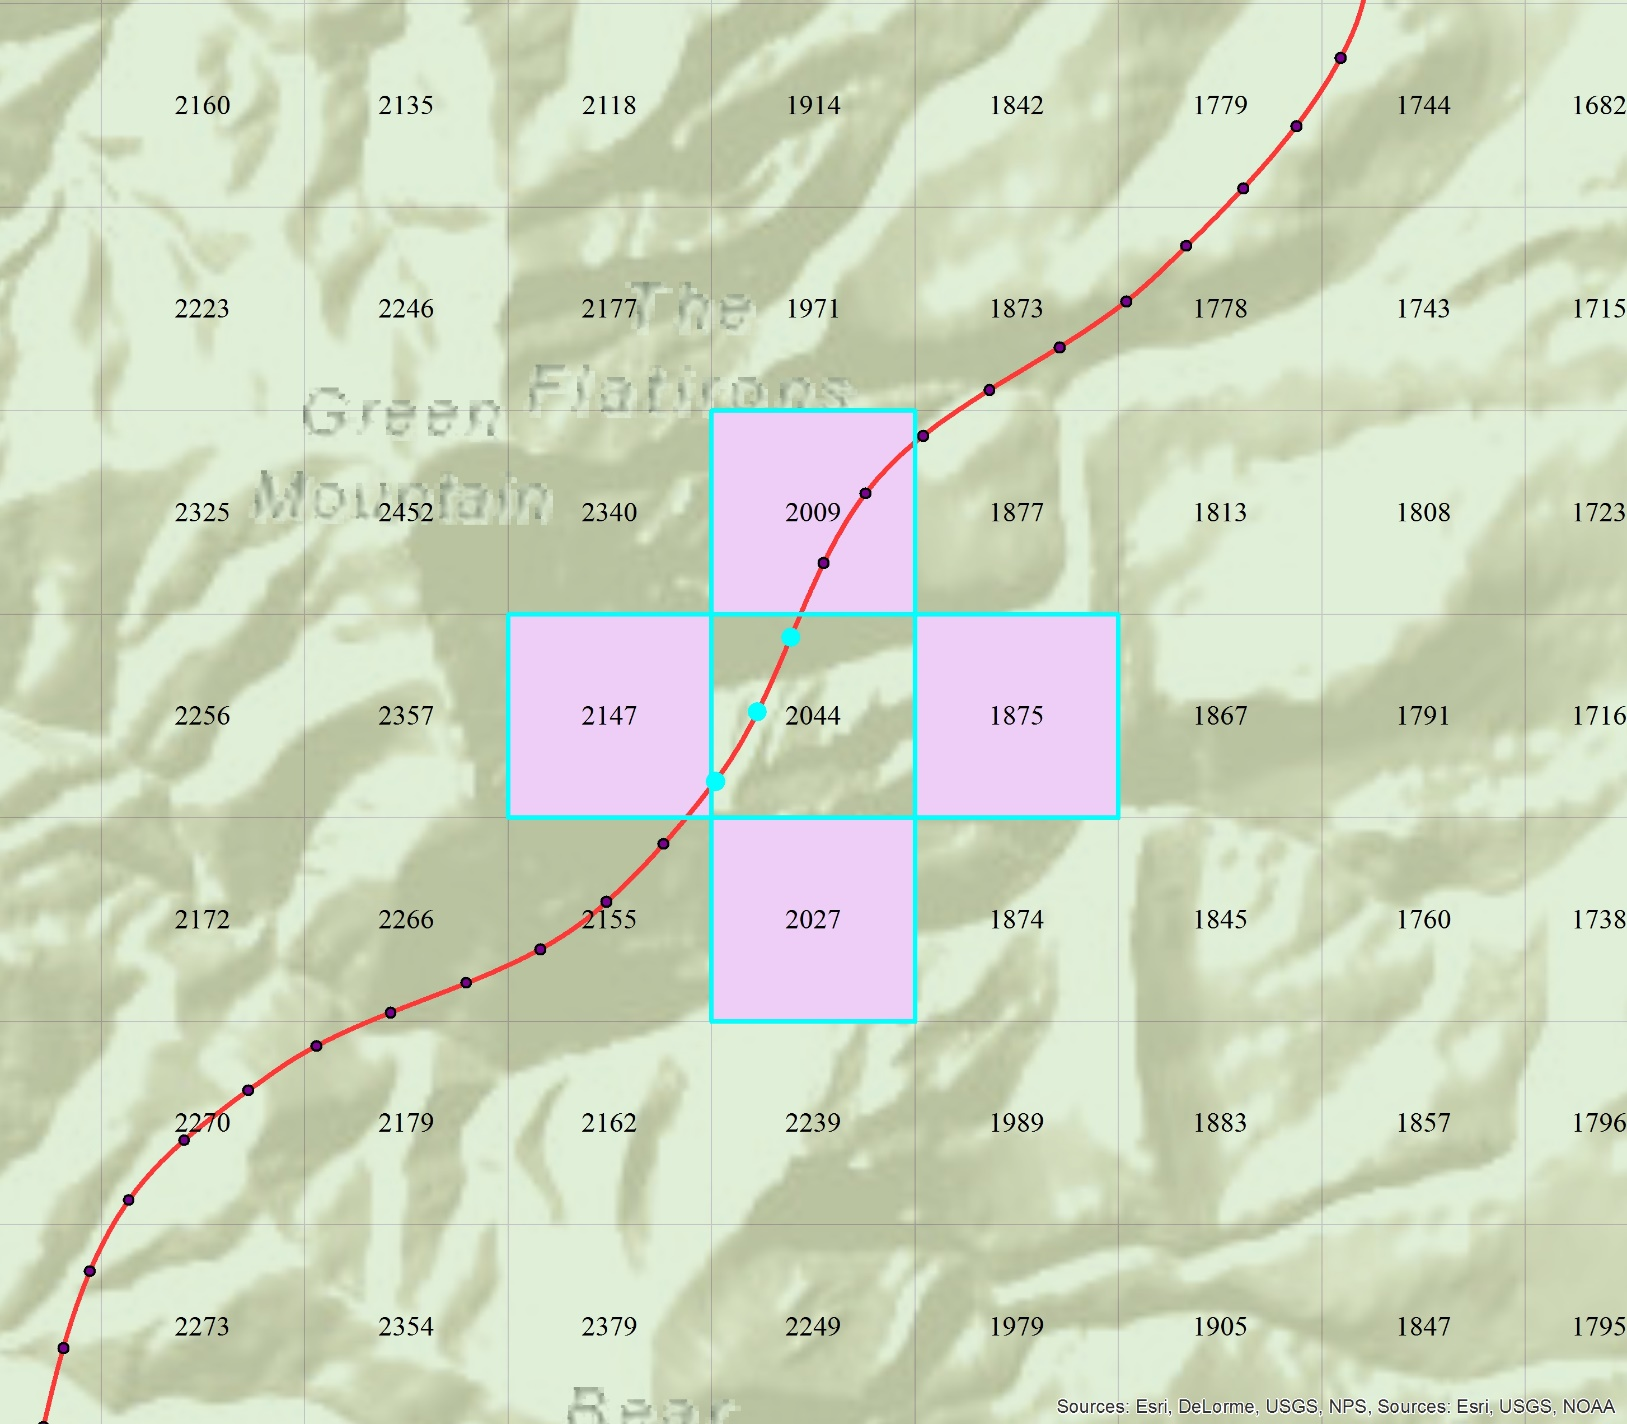 2160 2135 2118 1914 1842 1779 1744 1682
The
2223 2246 2177 1971 1873 1778 1743 1715
Green Flatirons
Mountain
2325 2452 2340 2009 1877 1813 1808 1723
2256 2357 2147 2044 1875 1867 1791 1716
2172 2266 2155 2027 1874 1845 1760 1738
2270 2179 2162 2239 1989 1883 1857 1796
2273 2354 2379 2249 1979 1905 1847 1795
Bear
Sources: Esri, DeLorme, USGS, NPS, Sources: Esri, USGS, NOAA